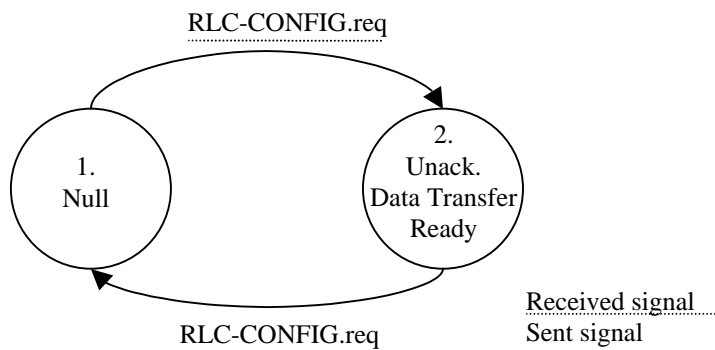 RLC-CONFIG.req
1.
Null
2.
Unack.
Data Transfer
Ready
RLC-CONFIG.req
Received signal
Sent signal